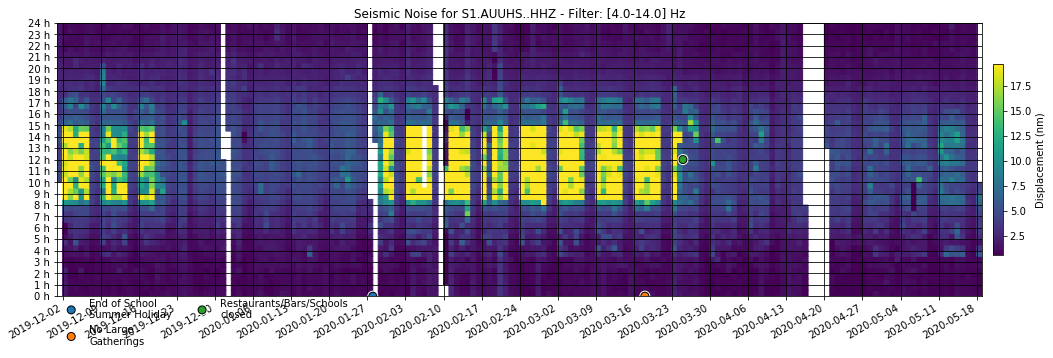 Seismic Noise for S1.AUUHS..HHZ - Filter: [4.0-14.0] Hz
24 h
23 h
22 h
21 h
20 h
19 h
18 h
17 h
16 h
15 h
14 h
13 h
12 h
11 h
10 h
9 h
8 h
7 h
6 h
5 h
4 h
3 h
2 h
1 h
0 h
17.5
15.0
12.5
10.0
7.5
5.0
2.5
Displacement (nm)
2019-12-02
2020-01-13
2020-01-20
2020-01-27
2020-02-03
2020-02-10
2020-02-17
2020-02-24
2020-03-02
2020-03-09
2020-03-16
2020-03-23
2020-03-30
2020-04-06
2020-04-13
2020-04-20
2020-04-27
2020-05-04
2020-05-11
2020-05-18
End of School
Summer Holiday
No Large
Gatherings
Restaurants/Bars/Schools
closed